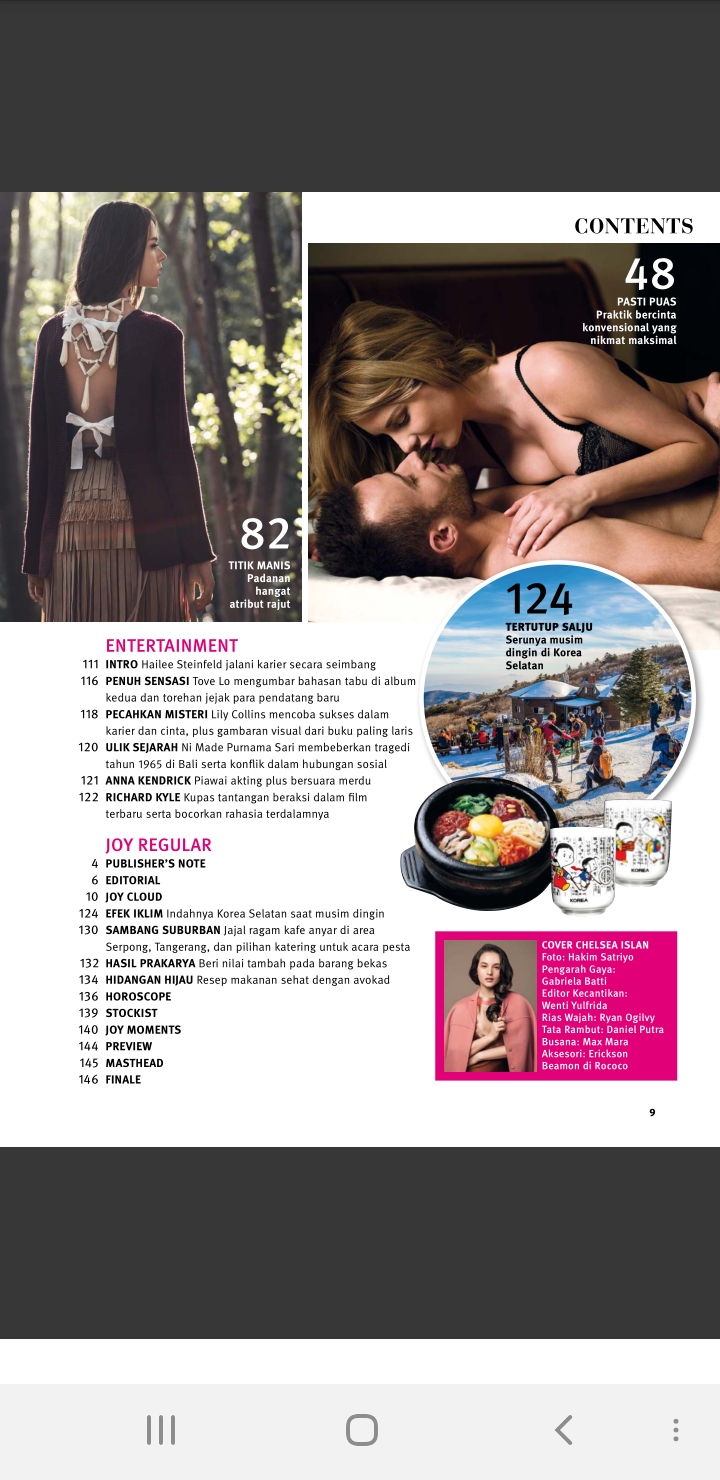 CONTENTS
48
PASTI PUAS
Praktik bercinta
konvensional yang
nikmat maksimal
82
TITIK MANIS
Padanan
hangat
atribut rajut
124
TERTUTUP SALJU
Serunya musim
dingin di Korea
Selatan
ENTERTAINMENT
111 INTRO Hailee Steinfeld jalani karier secara seimbang
116 PENUH SENSASI Tove Lo mengumbar bahasan tabu di album
kedua dan torehan jejak para pendatang baru
118 PECAHKAN MISTERI Lily Collins mencoba sukses dalam
karier dan cinta, plus gambaran visual dari buku paling laris
120 ULIK SEJARAH Ni Made Purnama Sari membeberkan tragedi
tahun 1965 di Bali serta konflik dalam hubungan sosial
121 ANNA KENDRICK Piawai akting plus bersuara merdu
122 RICHARD KYLE Kupas tantangan beraksi dalam film
terbaru serta bocorkan rahasia terdalamnya
JOY REGULAR
4 PUBLISHER'S NOTE
6 EDITORIAL
10 JOY CLOUD
124 EFEK IKLIM Indahnya Korea Selatan saat musim dingin
130 SAMBANG SUBURBAN Jajal ragam kafe anyar di area
Serpong, Tangerang, dan pilihan katering untuk acara pesta
132 HASIL PRAKARYA Beri nilai tambah pada barang bekas
134 HIDANGAN HIJAU Resep makanan sehat dengan avokad
136 HOROSCOPE
139 STOCKIST
140 JOY MOMENTS
144 PREVIEW
145 MASTHEAD
146 FINALE
KOREA
KOREA
COVER CHELSEA ISLAN
Foto: Hakim Satriyo
Pengarah Gaya:
Gabriela Batti
Editor Kecantikan:
Wenti Yulfrida
Rias Wajah: Ryan Ogilvy
Tata Rambut: Daniel Putra
Busana: Max Mara
Aksesori: Erickson
Beamon di Rococo
9